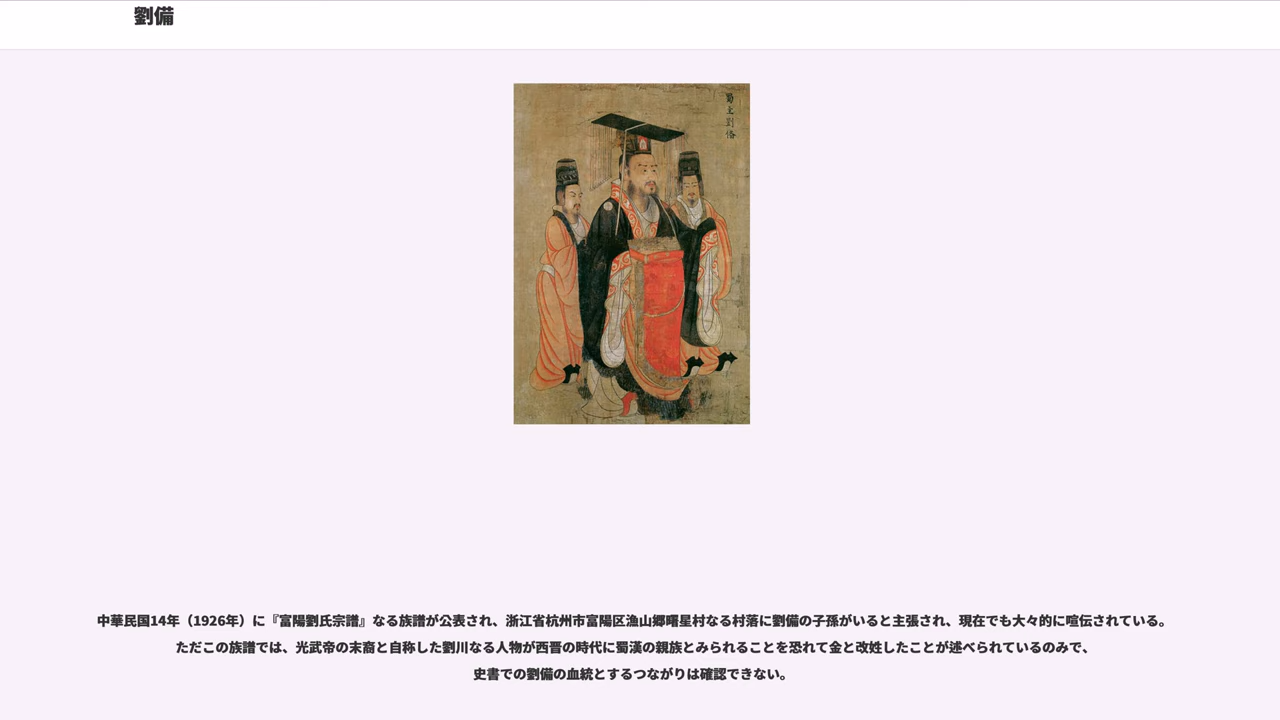 劉備
蜀主劉俻
中華民国14年（1926年）に『富陽劉氏宗譜』なる族譜が公表され、浙江省杭州市富陽区漁山郷曙星村なる村落に劉備の子孫がいると主張され、現在でも大々的に喧伝されている。
ただこの族譜では、光武帝の末裔と自称した劉川なる人物が西晋の時代に蜀漢の親族とみられることを恐れて金と改姓したことが述べられているのみで、
史書での劉備の血統とするつながりは確認できない。